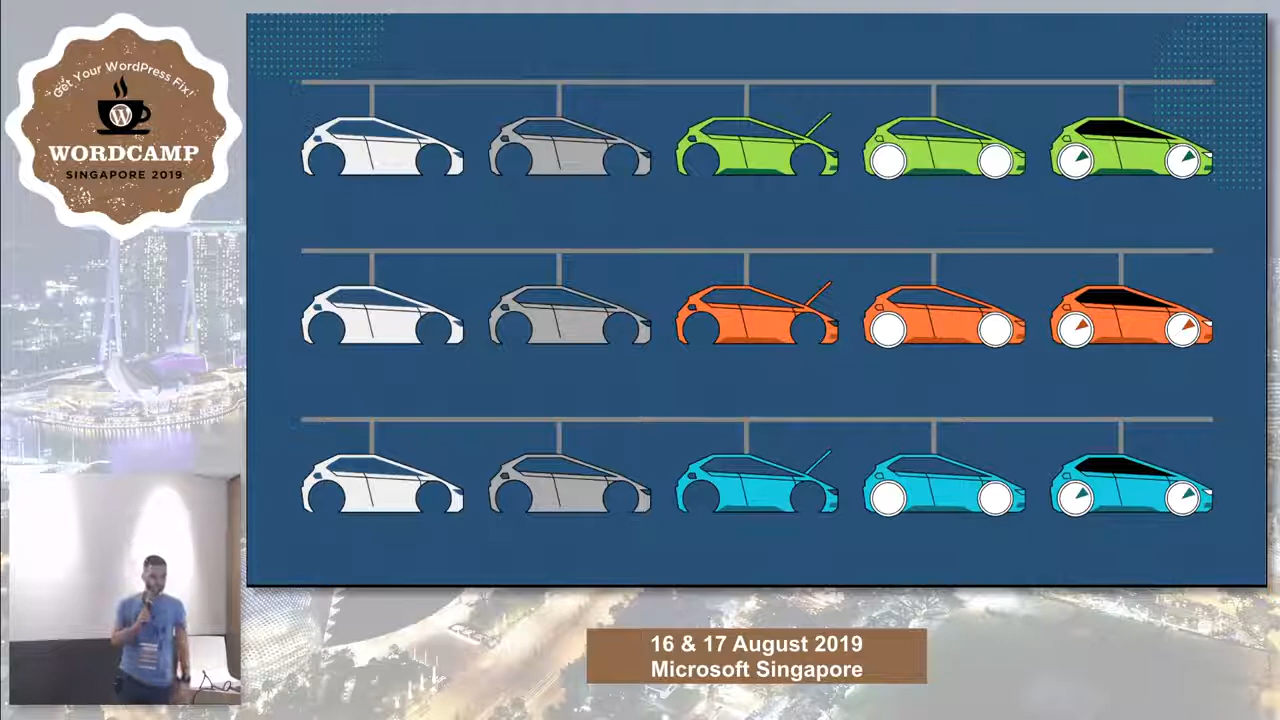 Get Your WordPress Fix!
WORDCAMP
SINGAPORE 2019
16 & 17 August 2019
Microsoft Singapore